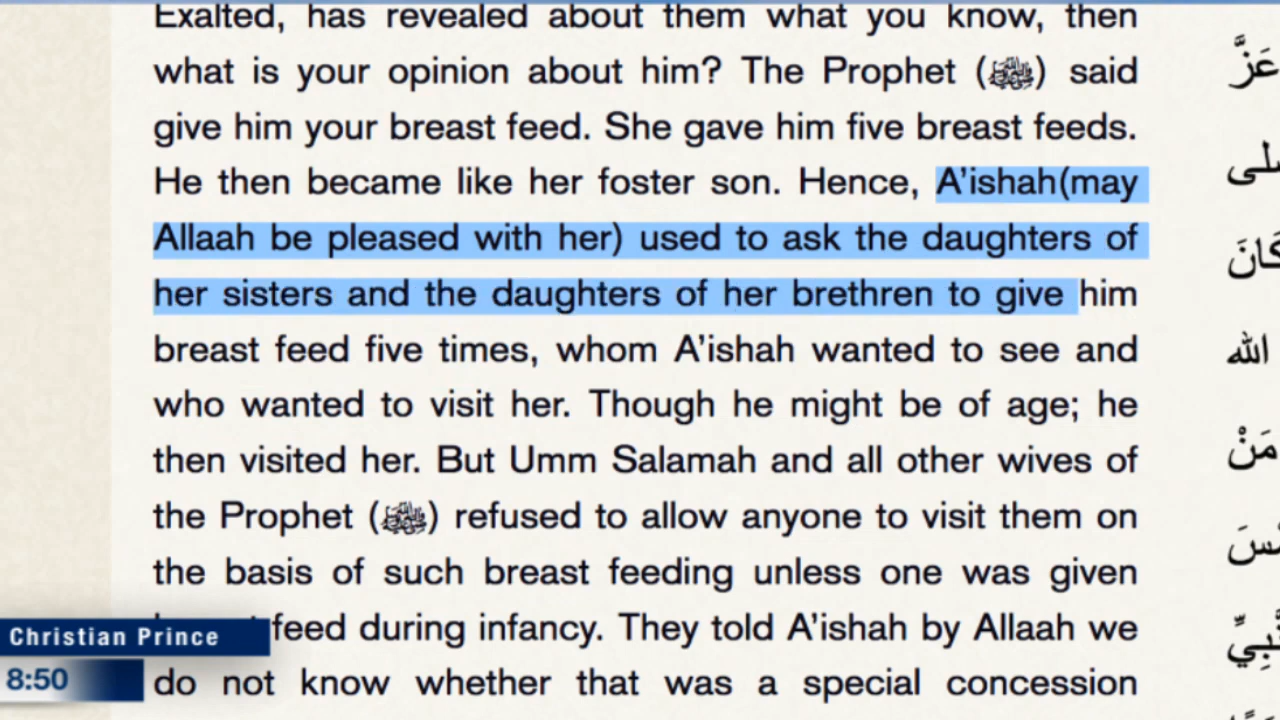 Exalted, has revealed about them what you know, then
what is your opinion about him? The Prophet (ﷺ) said
give him your breast feed. She gave him five breast feeds.
He then became like her foster son. Hence, A'ishah(may
Allaah be pleased with her) used to ask the daughters of
her sisters and the daughters of her brethren to give him
breast feed five times, whom A'ishah wanted to see and
who wanted to visit her. Though he might be of age; he
then visited her. But Umm Salamah and all other wives of
the Prophet (ﷺ) refused to allow anyone to visit them on
the basis of such breast feeding unless one was given
feed during infancy. They told A'ishah by Allaah we
do not know whether that was a special concession
Christian Prince
8:50
عَزَّ
كَانَ
الله
مَنْ